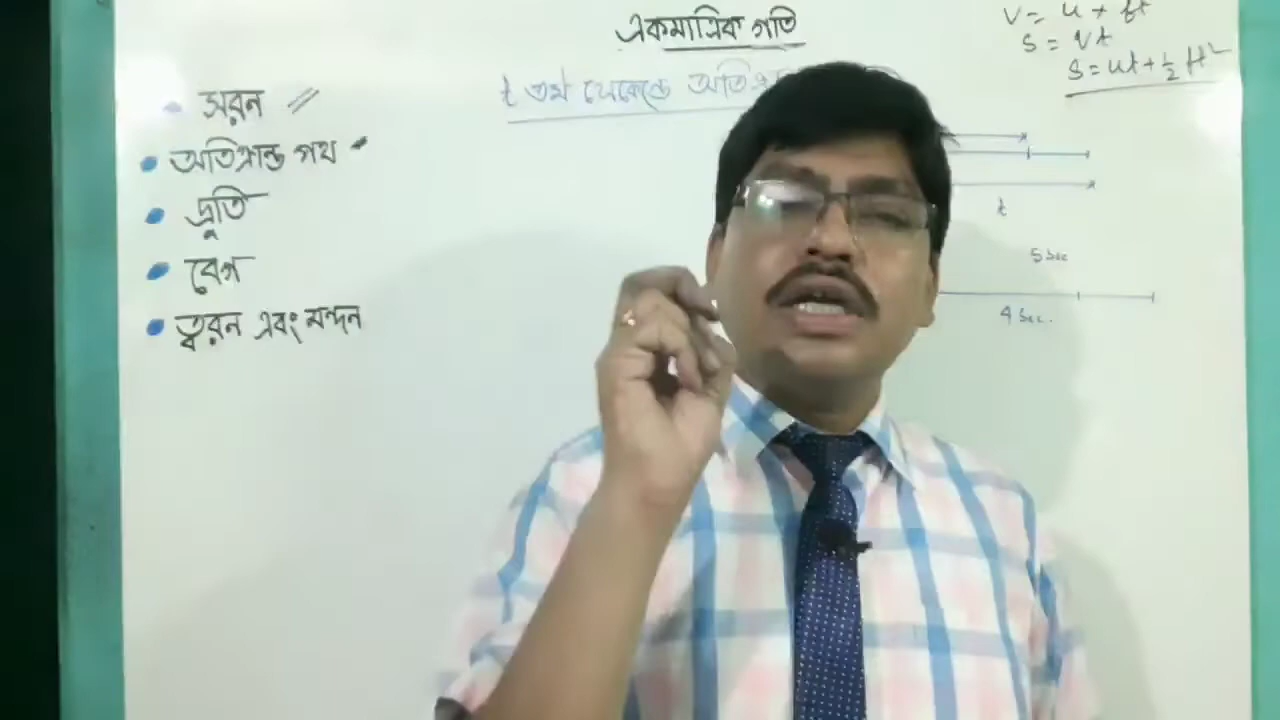 একমাত্রিক গতি
v = u + ft
s = vt
s = ut + ½ ft²
t তম সেকেন্ডে
সরন
অতিক্রান্ত পথ
দ্রুতি
বেগ
ত্বরন এবং মন্দন
t
5 sec
4 sec.